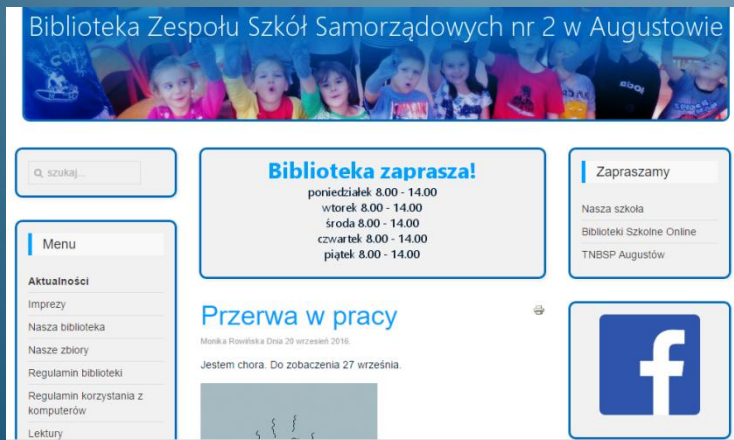 Biblioteka Zespołu Szkół Samorządowych nr 2 w Augustowie
szukaj...
Menu
Aktualności
Imprezy
Nasza biblioteka
Nasze zbiory
Regulamin biblioteki
Regulamin korzystania z
komputerów
Lektury
Biblioteka zaprasza!
poniedziałek 8.00 - 14.00
wtorek 8.00 - 14.00
środa 8.00 - 14.00
czwartek 8.00 - 14.00
piątek 8.00 - 14.00
Przerwa w pracy
Monika Rowińska Dnia 20 wrzesień 2016.
Jestem chora. Do zobaczenia 27 września.
Zapraszamy
Nasza szkoła
Biblioteki Szkolne Online
TNBSP Augustów
f